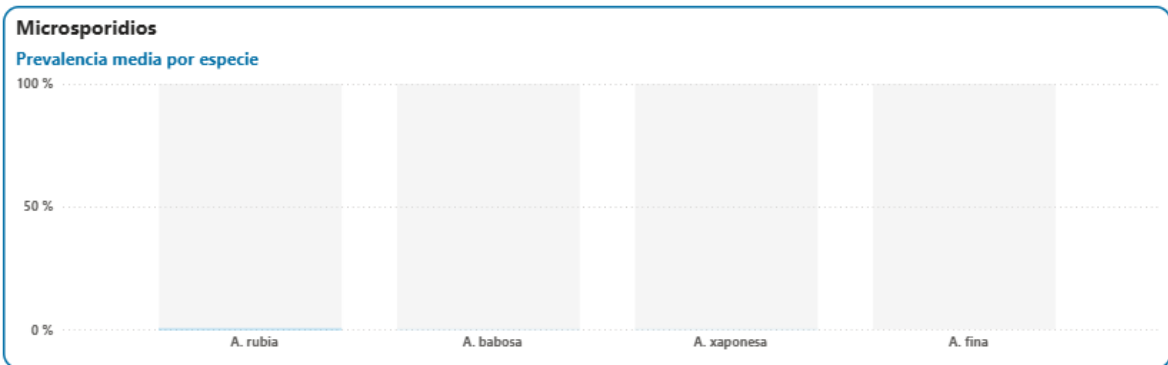 Microsporidios
Prevalencia media por especie
100 %
50 %
0 %
A. rubia A. babosa A. xaponesa A. fina